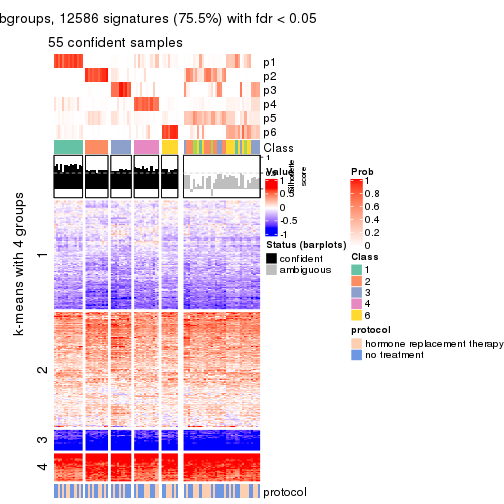 bgroups, 12586 signatures (75.5%) with fdr < 0.05
55 confident samples
p1
p2
p3
p4
p5
p6
Class
1
0
Silhouette
score
k-means with 4 groups
1
2
3
4
protocol
Value
1
0.5
0
-0.5
-1
Status (barplots)
confident
ambiguous
Prob
1
0.8
0.6
0.4
0.2
0
Class
1
2
3
4
6
protocol
hormone replacement therapy
no treatment